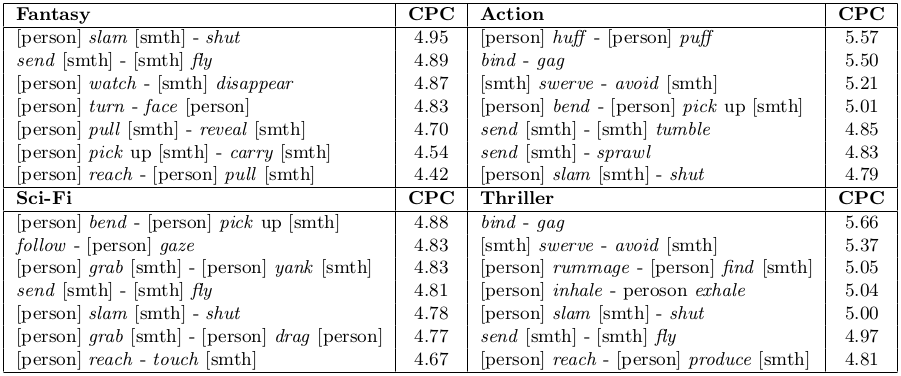 Fantasy CPC Action CPC
[person] slam [smth] - shut 4.95 [person] huff - [person] puff 5.57
send [smth] - [smth] fly 4.89 bind - gag 5.50
[person] watch - [smth] disappear 4.87 [smth] swerve - avoid [smth] 5.21
[person] turn - face [person] 4.83 [person] bend - [person] pick up [smth] 5.01
[person] pull [smth] - reveal [smth] 4.70 send [smth] - [smth] tumble 4.85
[person] pick up [smth] - carry [smth] 4.54 send [smth] - sprawl 4.83
[person] reach - [person] pull [smth] 4.42 [person] slam [smth] - shut 4.79
Sci-Fi CPC Thriller CPC
[person] bend - [person] pick up [smth] 4.88 bind - gag 5.66
follow - [person] gaze 4.83 [smth] swerve - avoid [smth] 5.37
[person] grab [smth] - [person] yank [smth] 4.83 [person] rummage - [person] find [smth] 5.05
send [smth] - [smth] fly 4.81 [person] inhale - peroson exhale 5.04
[person] slam [smth] - shut 4.78 [person] slam [smth] - shut 5.00
[person] grab [smth] - [person] drag [person] 4.77 send [smth] - [smth] fly 4.97
[person] reach - touch [smth] 4.67 [person] reach - [person] produce [smth] 4.81